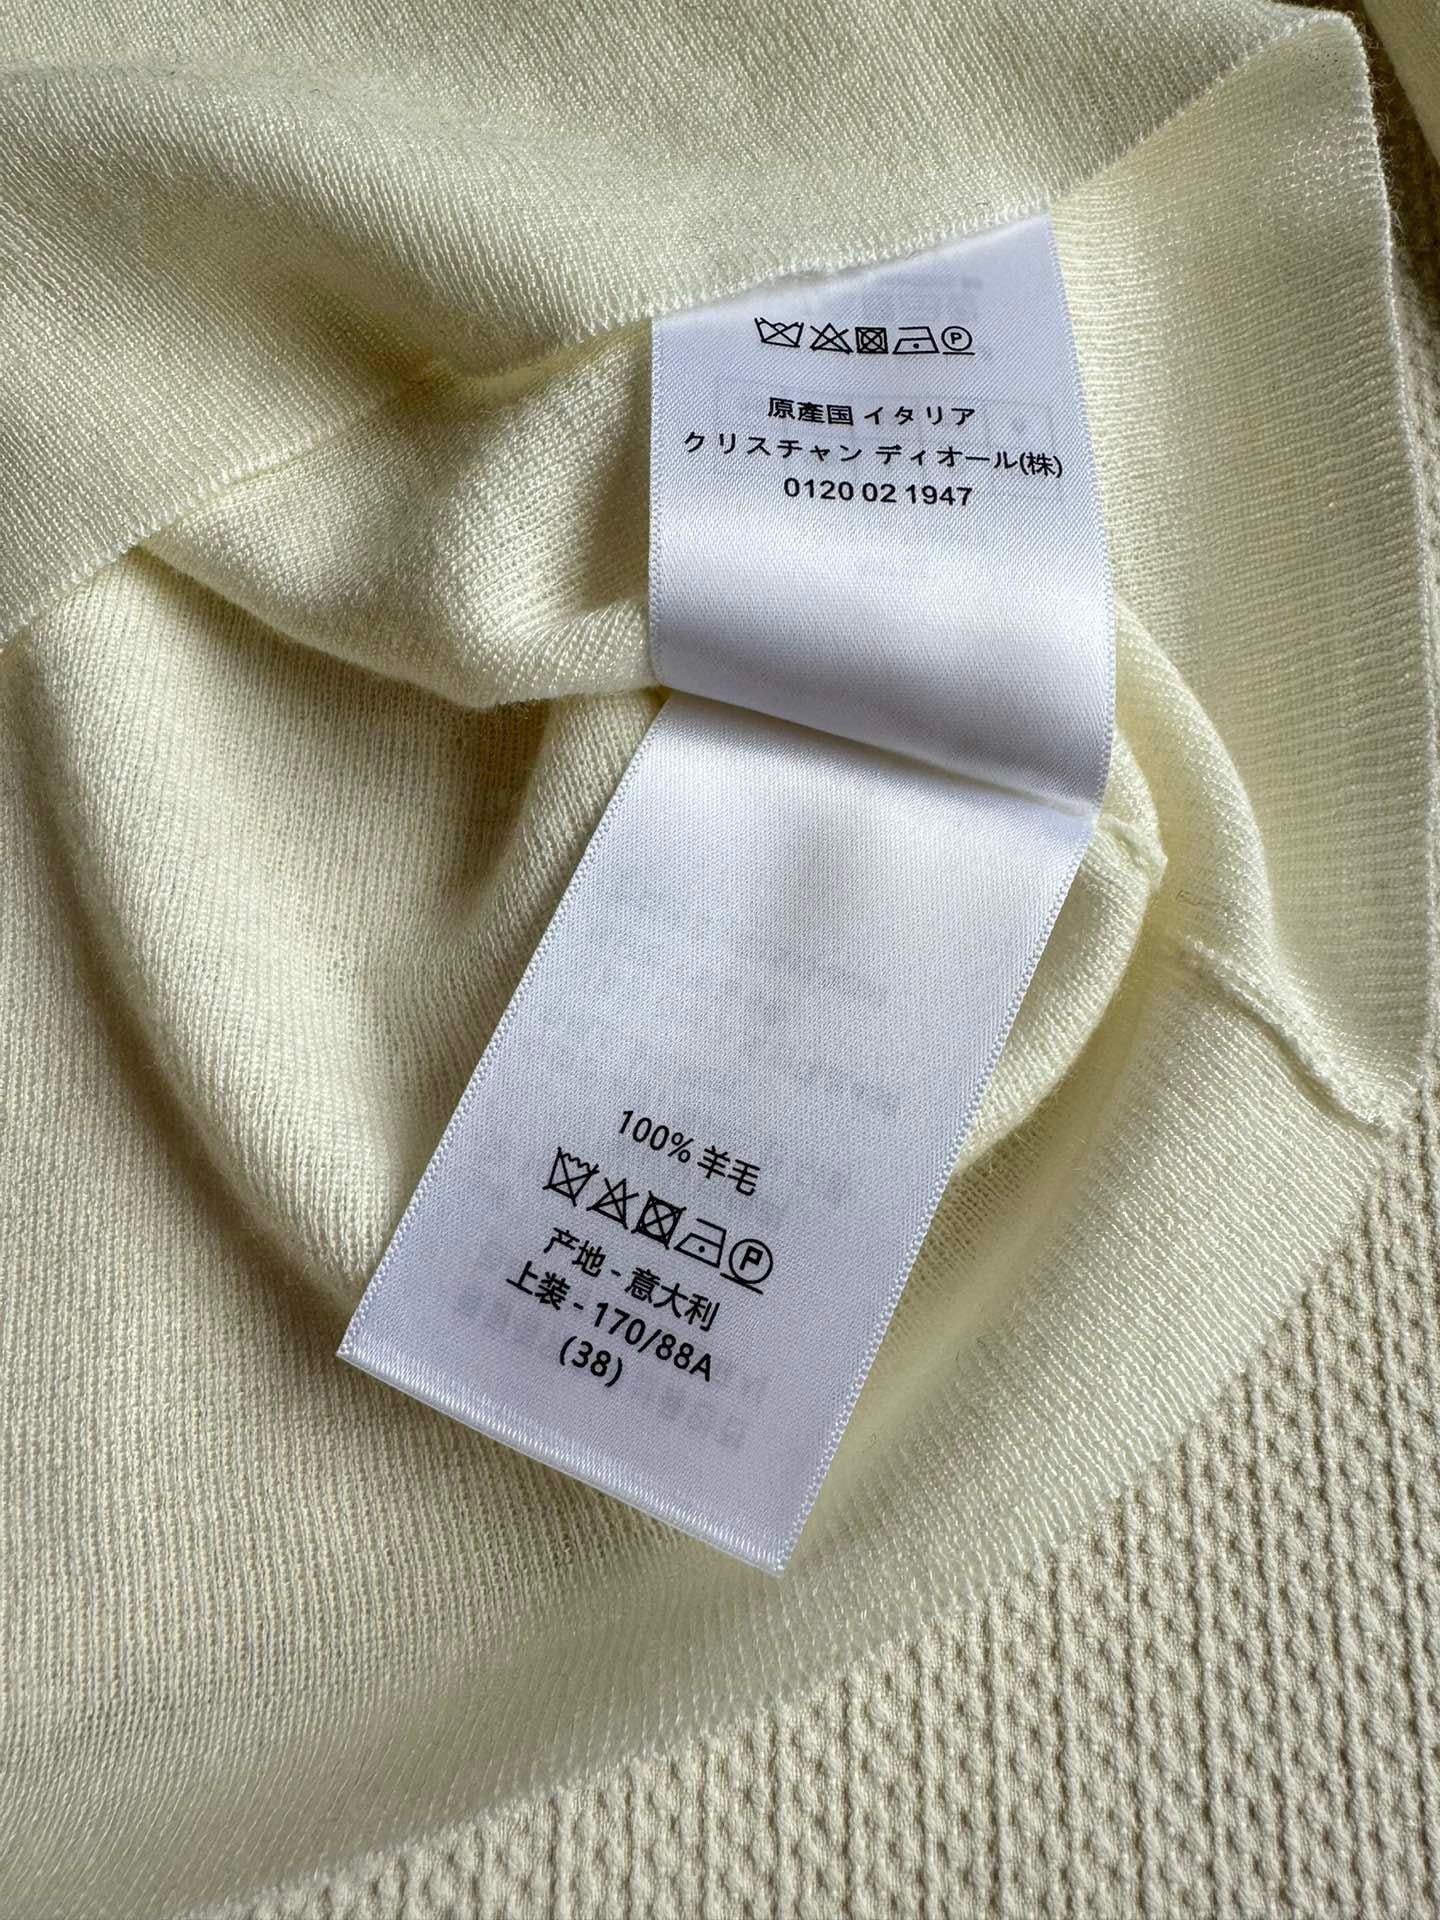 原産国 イタリア
クリスチャン ディオール(株)
0120 02 1947
100% 羊毛
产地 - 意大利
上装 - 170/88A
(38)